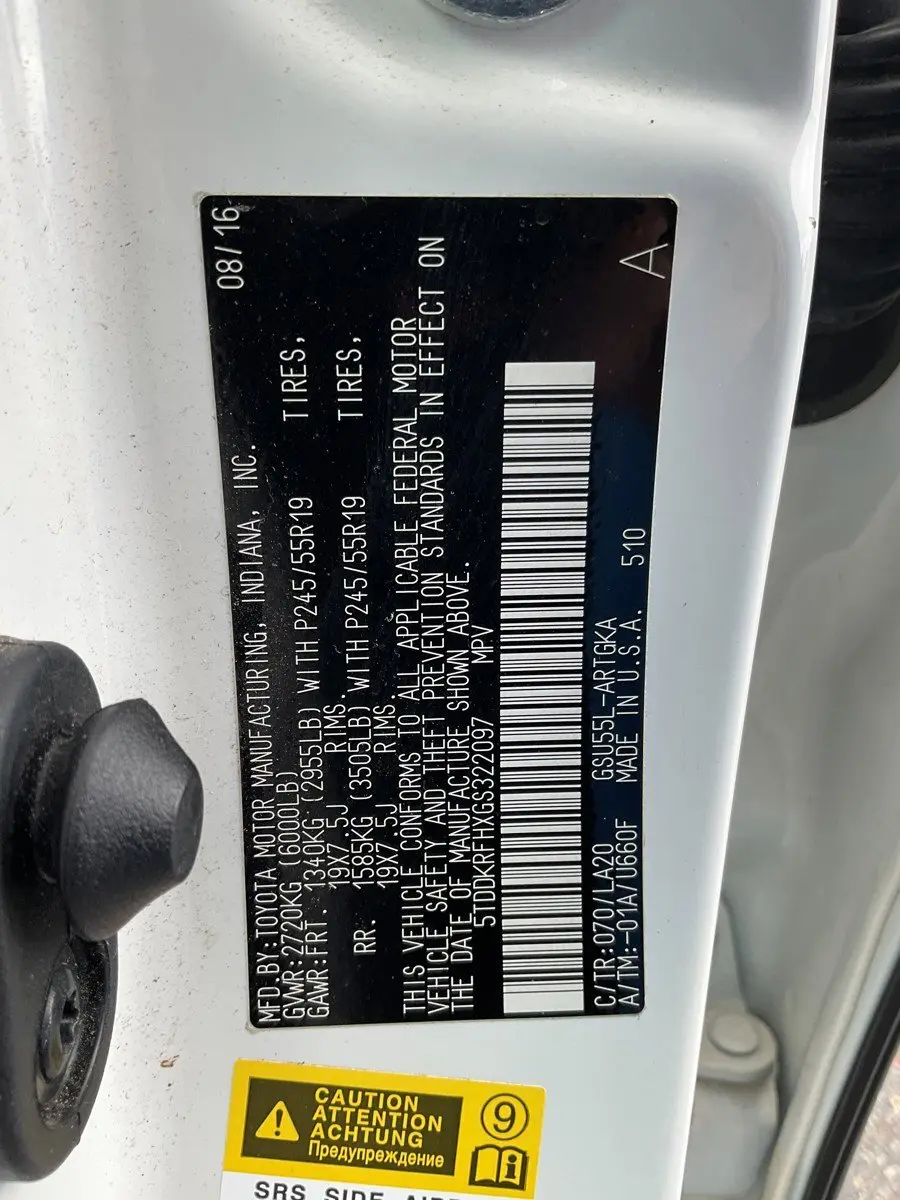 MFD.BY:TOYOTA MOTOR MANUFACTURING, INDIANA, INC. 08/16
GVWR:2720KG (6000LB)
GAWR:FRT. 1340KG (2955LB) WITH P245/55R19 TIRES,
19X7.5J RIMS.
RR. 1585KG (3505LB) WITH P245/55R19 TIRES,
19X7.5J RIMS.
THIS VEHICLE CONFORMS TO ALL APPLICABLE FEDERAL MOTOR
VEHICLE SAFETY AND THEFT PREVENTION STANDARDS IN EFFECT ON
THE DATE OF MANUFACTURE SHOWN ABOVE.
5TDDKRFHXGS322097 MPV
C/TR:070/LA20 GSU55L-ARTGKA
A/TM:-01A/U660F MADE IN U.S.A. 510
A
CAUTION
ATTENTION
ACHTUNG
Предупреждение
9
SRS SIDE